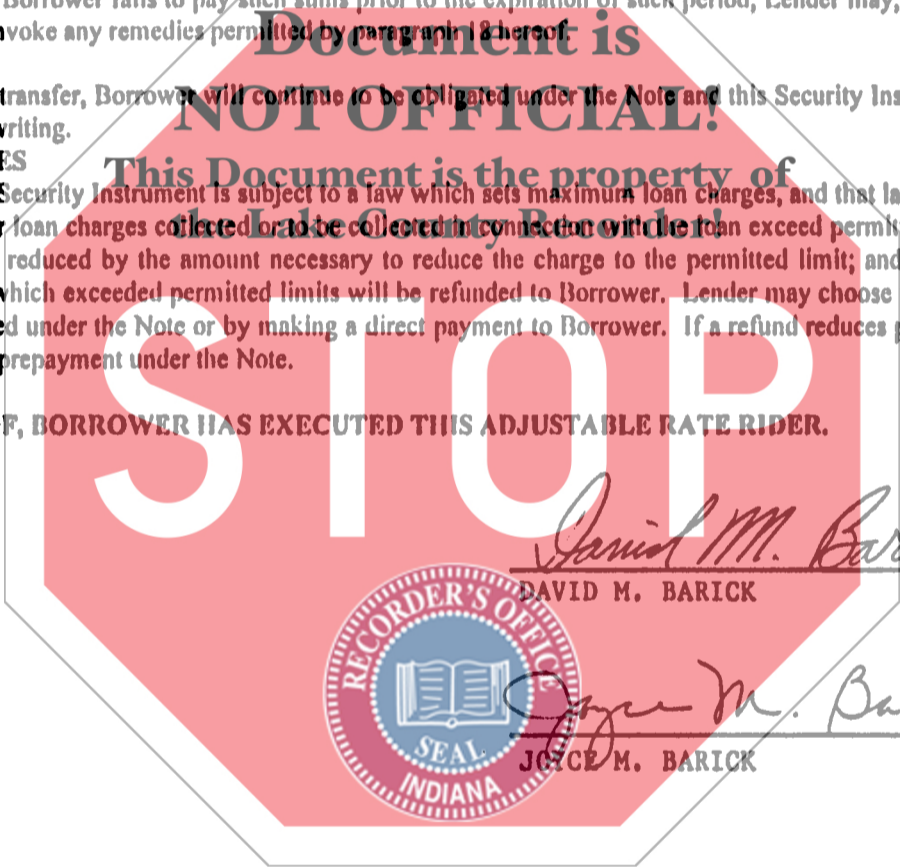 Borrower fails to pay such sums prior to the expiration of such period, Lender may,
nvoke any remedies permitted by paragraph 18 hereof.
Document is
transfer, Borrower will continue to be obligated under the Note and this Security Ins
NOT OFFICIAL!
writing.
ES
This Document is the property of
Security Instrument is subject to a law which sets maximum loan charges, and that la
the Lake County Recorder!
r loan charges collected or to be collected in connection with the loan exceed permit
reduced by the amount necessary to reduce the charge to the permitted limit; and
which exceeded permitted limits will be refunded to Borrower. Lender may choose
ed under the Note or by making a direct payment to Borrower. If a refund reduces p
prepayment under the Note.
STOP
F, BORROWER HAS EXECUTED THIS ADJUSTABLE RATE RIDER.
David M. Bar
DAVID M. BARICK
RECORDER'S OFFICE
SEAL
INDIANA
Joyce M. Ba
JOYCE M. BARICK